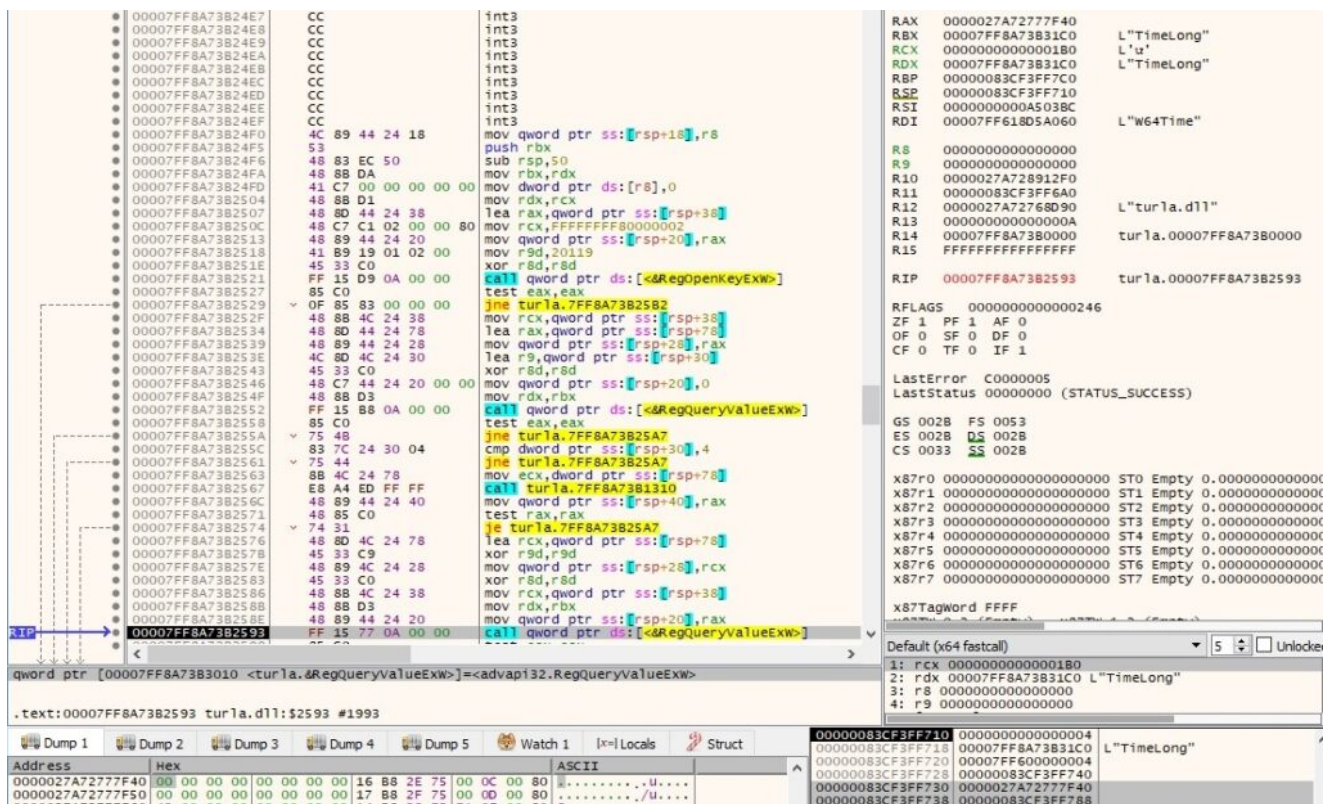 00007FF8A73B24E7 CC int3
00007FF8A73B24E8 CC int3
00007FF8A73B24E9 CC int3
00007FF8A73B24EA CC int3
00007FF8A73B24EB CC int3
00007FF8A73B24EC CC int3
00007FF8A73B24ED CC int3
00007FF8A73B24EE CC int3
00007FF8A73B24EF CC int3
00007FF8A73B24F0 4C 89 44 24 18 mov qword ptr ss:[rsp+18],r8
00007FF8A73B24F5 53 push rbx
00007FF8A73B24F6 48 83 EC 50 sub rsp,50
00007FF8A73B24FA 48 8B DA mov rbx,rdx
00007FF8A73B24FD 41 C7 00 00 00 00 00 mov dword ptr ds:[r8],0
00007FF8A73B2504 48 8B D1 mov rdx,rcx
00007FF8A73B2507 48 8D 44 24 38 lea rax,qword ptr ss:[rsp+38]
00007FF8A73B250C 48 C7 C1 02 00 00 80 mov rcx,FFFFFFFF80000002
00007FF8A73B2513 48 89 44 24 20 mov qword ptr ss:[rsp+20],rax
00007FF8A73B2518 41 B9 19 01 02 00 mov r9d,20119
00007FF8A73B251E 45 33 C0 xor r8d,r8d
00007FF8A73B2521 FF 15 D9 0A 00 00 call qword ptr ds:[<&RegOpenKeyExW>]
00007FF8A73B2527 85 C0 test eax,eax
00007FF8A73B2529 0F 85 83 00 00 00 jne turla.7FF8A73B25B2
00007FF8A73B252F 48 8B 4C 24 38 mov rcx,qword ptr ss:[rsp+38]
00007FF8A73B2534 48 8D 44 24 78 lea rax,qword ptr ss:[rsp+78]
00007FF8A73B2539 48 89 44 24 28 mov qword ptr ss:[rsp+28],rax
00007FF8A73B253E 4C 8D 4C 24 30 lea r9,qword ptr ss:[rsp+30]
00007FF8A73B2543 45 33 C0 xor r8d,r8d
00007FF8A73B2546 48 C7 44 24 20 00 00 mov qword ptr ss:[rsp+20],0
00007FF8A73B254F 48 8B D3 mov rdx,rbx
00007FF8A73B2552 FF 15 B8 0A 00 00 call qword ptr ds:[<&RegQueryValueExW>]
00007FF8A73B2558 85 C0 test eax,eax
00007FF8A73B255A 75 4B jne turla.7FF8A73B25A7
00007FF8A73B255C 83 7C 24 30 04 cmp dword ptr ss:[rsp+30],4
00007FF8A73B2561 75 44 jne turla.7FF8A73B25A7
00007FF8A73B2563 8B 4C 24 78 mov ecx,dword ptr ss:[rsp+78]
00007FF8A73B2567 E8 A4 ED FF FF call turla.7FF8A73B1310
00007FF8A73B256C 48 89 44 24 40 mov qword ptr ss:[rsp+40],rax
00007FF8A73B2571 48 85 C0 test rax,rax
00007FF8A73B2574 74 31 je turla.7FF8A73B25A7
00007FF8A73B2576 48 8D 4C 24 78 lea rcx,qword ptr ss:[rsp+78]
00007FF8A73B257B 45 33 C9 xor r9d,r9d
00007FF8A73B257E 48 89 4C 24 28 mov qword ptr ss:[rsp+28],rcx
00007FF8A73B2583 45 33 C0 xor r8d,r8d
00007FF8A73B2586 48 8B 4C 24 38 mov rcx,qword ptr ss:[rsp+38]
00007FF8A73B258B 48 8B D3 mov rdx,rbx
00007FF8A73B258E 48 89 44 24 20 mov qword ptr ss:[rsp+20],rax
RIP 00007FF8A73B2593 FF 15 77 0A 00 00 call qword ptr ds:[<&RegQueryValueExW>]
qword ptr [00007FF8A73B3010 <turla.&RegQueryValueExW>]=<advapi32.RegQueryValueExW>
.text:00007FF8A73B2593 turla.dll:$2593 #1993
RAX 0000027A72777F40
RBX 00007FF8A73B31C0 L"TimeLong"
RCX 00000000000001B0
RDX 00007FF8A73B31C0 L"TimeLong"
RBP 00000083CF3FF7C0
RSP 00000083CF3FF710
RSI 0000000000A503BC
RDI 00007FF618D5A060 L"W64Time"
R8 0000000000000000
R9 0000000000000000
R10 0000027A728912F0
R11 00000083CF3FF6A0
R12 0000027A72768D90 L"turla.dll"
R13 000000000000000A
R14 00007FF8A73B0000 turla.00007FF8A73B0000
R15 FFFFFFFFFFFFFFFF
RIP 00007FF8A73B2593 turla.00007FF8A73B2593
RFLAGS 0000000000000246
ZF 1 PF 1 AF 0
OF 0 SF 0 DF 0
CF 0 TF 0 IF 1
LastError C0000005
LastStatus 00000000 (STATUS_SUCCESS)
GS 002B FS 0053
ES 002B DS 002B
CS 0033 SS 002B
x87r0 00000000000000000000 ST0 Empty 0.0000000000000
x87r1 00000000000000000000 ST1 Empty 0.0000000000000
x87r2 00000000000000000000 ST2 Empty 0.0000000000000
x87r3 00000000000000000000 ST3 Empty 0.0000000000000
x87r4 00000000000000000000 ST4 Empty 0.0000000000000
x87r5 00000000000000000000 ST5 Empty 0.0000000000000
x87r6 00000000000000000000 ST6 Empty 0.0000000000000
x87r7 00000000000000000000 ST7 Empty 0.0000000000000
x87TagWord FFFF
Default (x64 fastcall) 5 Unlocked
1: rcx 00000000000001B0
2: rdx 00007FF8A73B31C0 L"TimeLong"
3: r8 0000000000000000
4: r9 0000000000000000
Dump 1 Dump 2 Dump 3 Dump 4 Dump 5 Watch 1 [x=] Locals Struct
Address Hex ASCII
0000027A72777F40 00 00 00 00 00 00 00 00 16 B8 2E 75 00 0C 00 80 .........¸.u....
0000027A72777F50 00 00 00 00 00 00 00 00 17 B8 2F 75 00 0D 00 80 .........¸/u....
00000083CF3FF710 0000000000000004
00000083CF3FF718 00007FF8A73B31C0 L"TimeLong"
00000083CF3FF720 00007FF600000004
00000083CF3FF728 00000083CF3FF740
00000083CF3FF730 0000027A72777F40
00000083CF3FF738 00000083CF3FF788